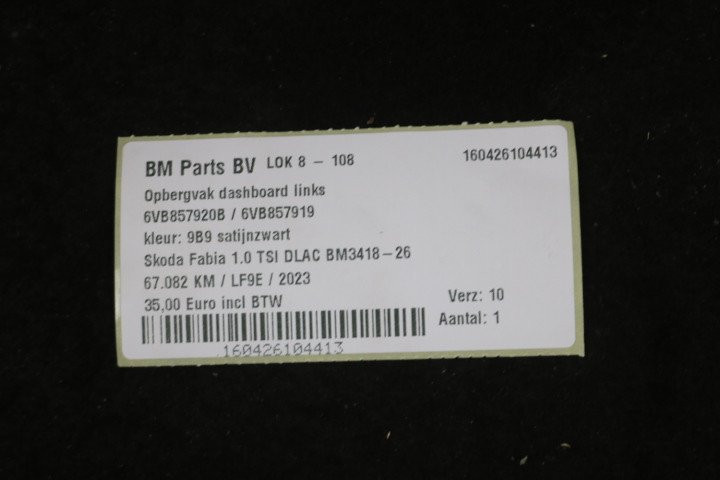 BM Parts BV LOK 8 - 108 160426104413
Opbergvak dashboard links
6VB857920B / 6VB857919
kleur: 9B9 satijnzwart
Skoda Fabia 1.0 TSI DLAC BM3418-26
67.082 KM / LF9E / 2023
35,00 Euro incl BTW Verz: 10
Aantal: 1
160426104413